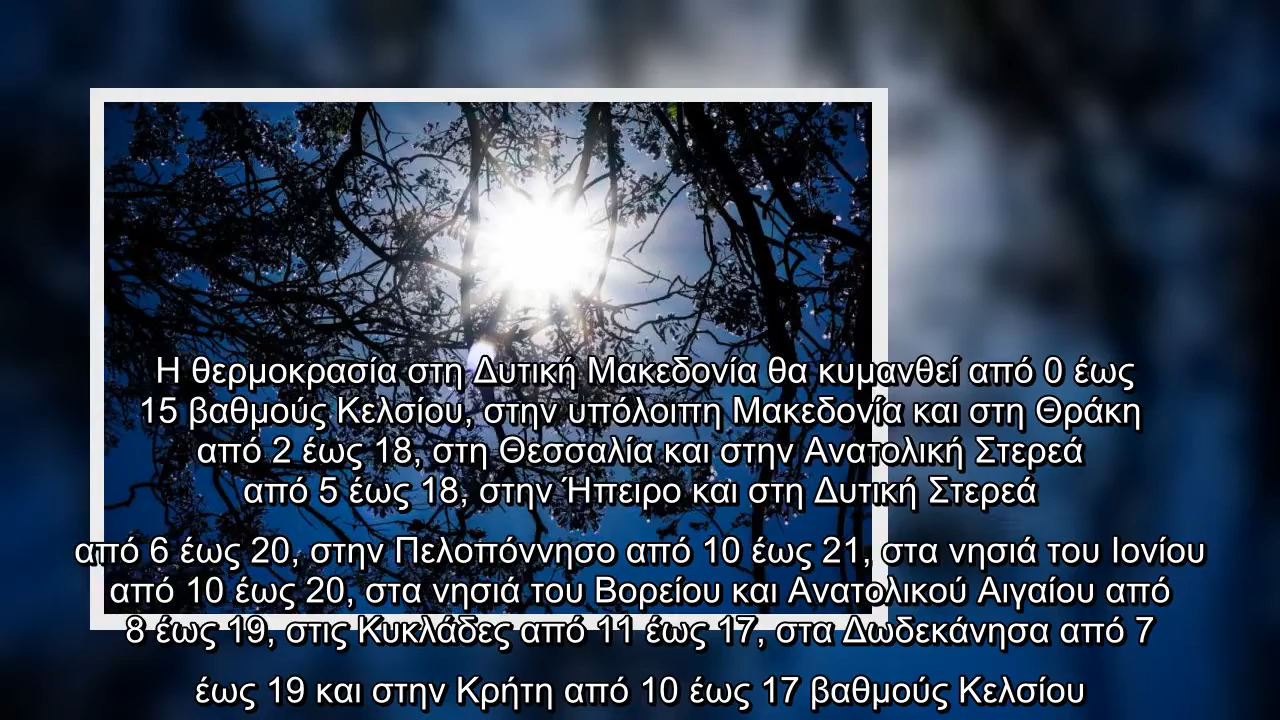 Η θερμοκρασία στη Δυτική Μακεδονία θα κυμανθεί από 0 έως
15 βαθμούς Κελσίου, στην υπόλοιπη Μακεδονία και στη Θράκη
από 2 έως 18, στη Θεσσαλία και στην Ανατολική Στερεά
από 5 έως 18, στην Ήπειρο και στη Δυτική Στερεά
από 6 έως 20, στην Πελοπόννησο από 10 έως 21, στα νησιά του Ιονίου
από 10 έως 20, στα νησιά του Βορείου και Ανατολικού Αιγαίου από
8 έως 19, στις Κυκλάδες από 11 έως 17, στα Δωδεκάνησα από 7
έως 19 και στην Κρήτη από 10 έως 17 βαθμούς Κελσίου